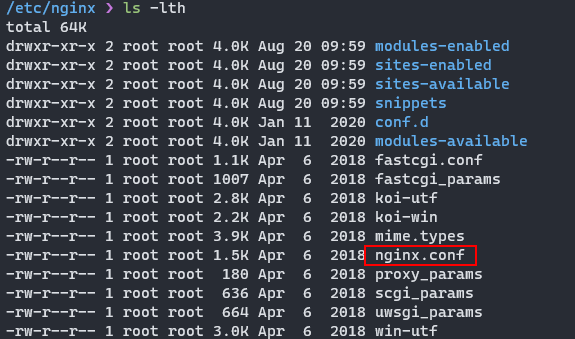 /etc/nginx ❯ ls -lth
total 64K
drwxr-xr-x 2 root root 4.0K Aug 20 09:59 modules-enabled
drwxr-xr-x 2 root root 4.0K Aug 20 09:59 sites-enabled
drwxr-xr-x 2 root root 4.0K Aug 20 09:59 sites-available
drwxr-xr-x 2 root root 4.0K Aug 20 09:59 snippets
drwxr-xr-x 2 root root 4.0K Jan 11  2020 conf.d
drwxr-xr-x 2 root root 4.0K Jan 11  2020 modules-available
-rw-r--r-- 1 root root 1.1K Apr  6  2018 fastcgi.conf
-rw-r--r-- 1 root root 1007 Apr  6  2018 fastcgi_params
-rw-r--r-- 1 root root 2.8K Apr  6  2018 koi-utf
-rw-r--r-- 1 root root 2.2K Apr  6  2018 koi-win
-rw-r--r-- 1 root root 3.9K Apr  6  2018 mime.types
-rw-r--r-- 1 root root 1.5K Apr  6  2018 nginx.conf
-rw-r--r-- 1 root root  180 Apr  6  2018 proxy_params
-rw-r--r-- 1 root root  636 Apr  6  2018 scgi_params
-rw-r--r-- 1 root root  664 Apr  6  2018 uwsgi_params
-rw-r--r-- 1 root root 3.0K Apr  6  2018 win-utf